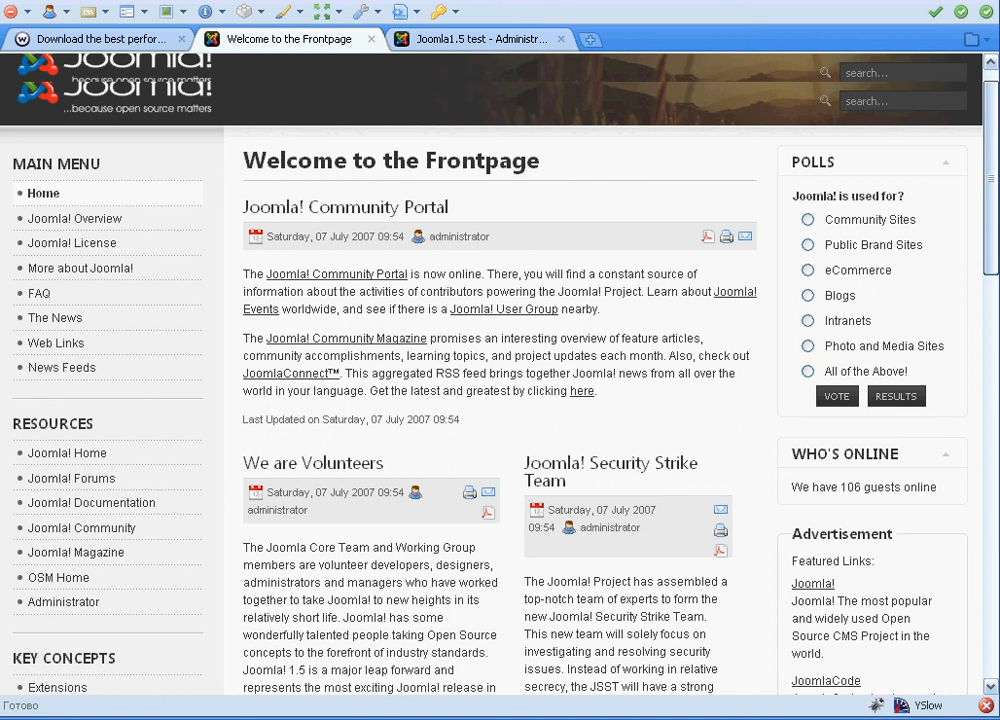 Download the best perfor...
Welcome to the Frontpage
Joomla1.5 test - Administr...
Joomla!
because open source matters
Joomla!
...because open source matters
search...
search...
MAIN MENU
Home
Joomla! Overview
Joomla! License
More about Joomla!
FAQ
The News
Web Links
News Feeds
RESOURCES
Joomla! Home
Joomla! Forums
Joomla! Documentation
Joomla! Community
Joomla! Magazine
OSM Home
Administrator
KEY CONCEPTS
Extensions
Welcome to the Frontpage
Joomla! Community Portal
Saturday, 07 July 2007 09:54 administrator
The Joomla! Community Portal is now online. There, you will find a constant source of
information about the activities of contributors powering the Joomla! Project. Learn about Joomla!
Events worldwide, and see if there is a Joomla! User Group nearby.
The Joomla! Community Magazine promises an interesting overview of feature articles,
community accomplishments, learning topics, and project updates each month. Also, check out
JoomlaConnect™. This aggregated RSS feed brings together Joomla! news from all over the
world in your language. Get the latest and greatest by clicking here.
Last Updated on Saturday, 07 July 2007 09:54
We are Volunteers
Saturday, 07 July 2007 09:54
administrator
The Joomla Core Team and Working Group
members are volunteer developers, designers,
administrators and managers who have worked
together to take Joomla! to new heights in its
relatively short life. Joomla! has some
wonderfully talented people taking Open Source
concepts to the forefront of industry standards.
Joomla! 1.5 is a major leap forward and
represents the most exciting Joomla! release in
Joomla! Security Strike
Team
Saturday, 07 July 2007
09:54 administrator
The Joomla! Project has assembled a
top-notch team of experts to form the
new Joomla! Security Strike Team.
This new team will solely focus on
investigating and resolving security
issues. Instead of working in relative
secrecy, the JSST will have a strong
POLLS
Joomla! is used for?
Community Sites
Public Brand Sites
eCommerce
Blogs
Intranets
Photo and Media Sites
All of the Above!
VOTE RESULTS
WHO'S ONLINE
We have 106 guests online
Advertisement
Featured Links:
Joomla!
Joomla! The most popular
and widely used Open
Source CMS Project in the
world.
JoomlaCode
Готово
YSlow